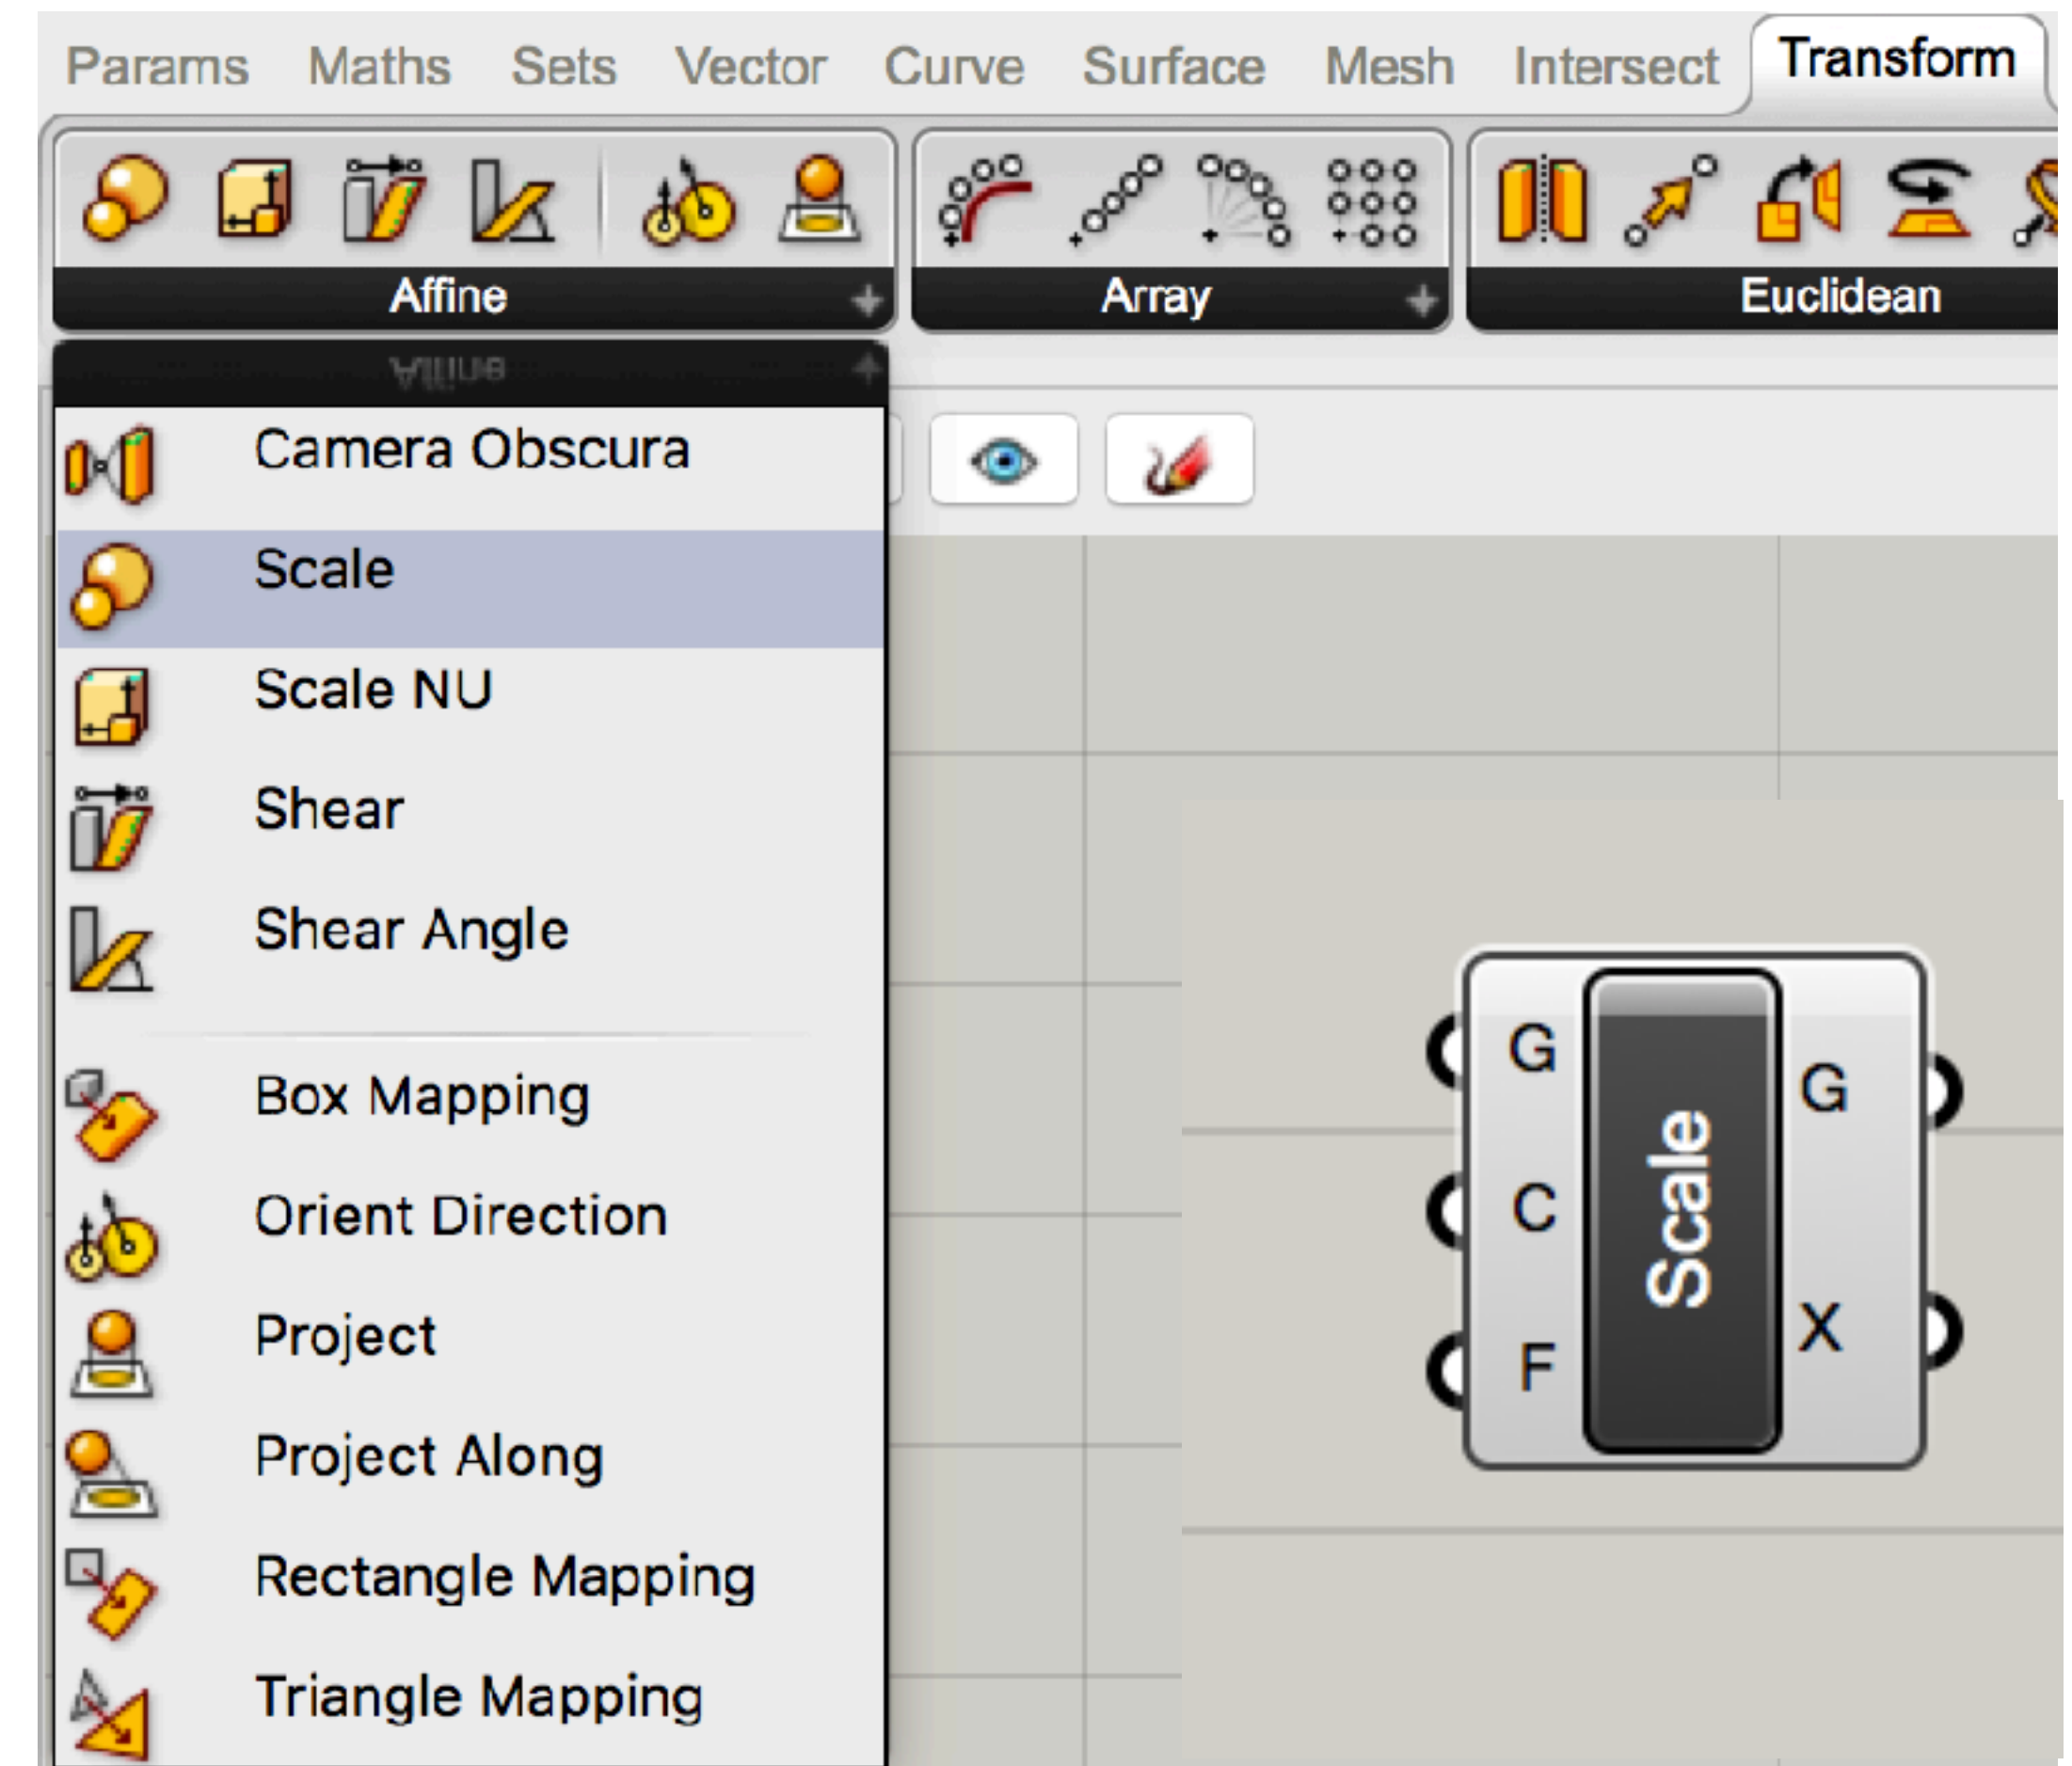 Params Maths Sets Vector Curve Surface Mesh Intersect Transform
Affine Array Euclidean
Affine
Camera Obscura
Scale
Scale NU
Shear
Shear Angle
Box Mapping
Orient Direction
Project
Project Along
Rectangle Mapping
Triangle Mapping
G
C
F
Scale
G
X